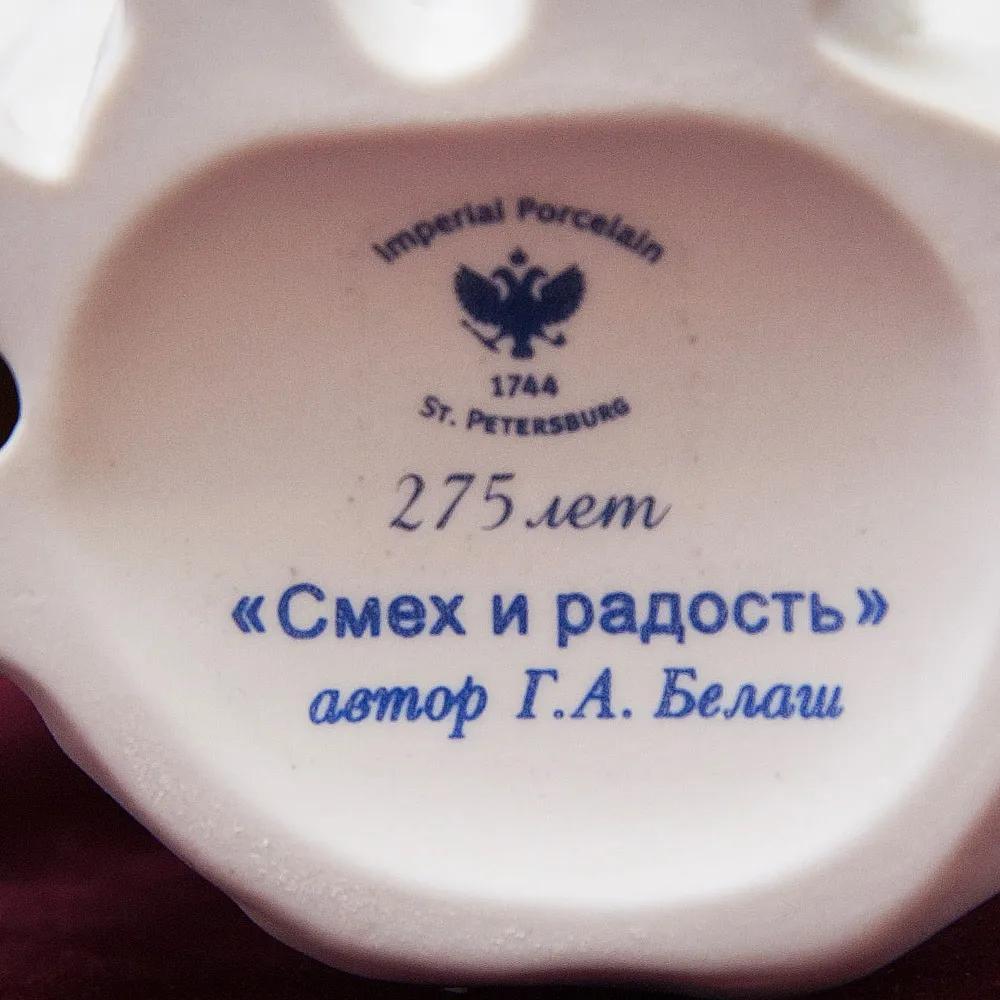 Imperial Porcelain
1744
St. Petersburg
275 лет
«Смех и радость»
автор Г.А. Белаш